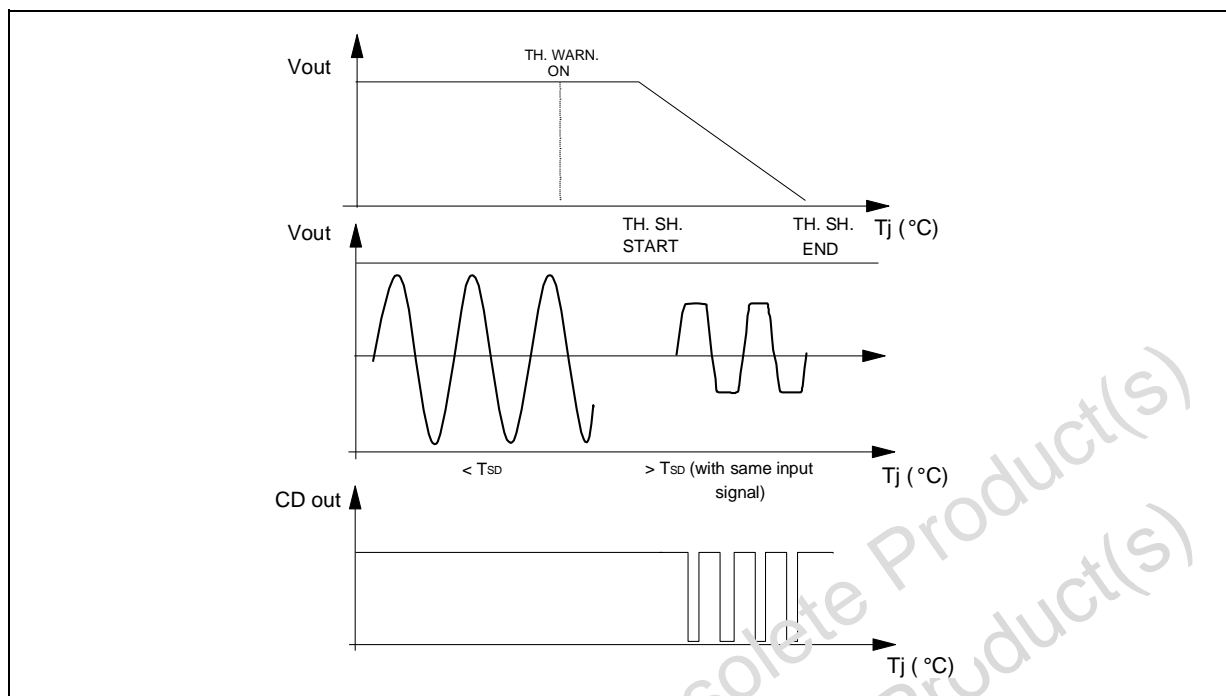 Vout
TH. WARN.
ON
TH. SH.
START
TH. SH.
END
Tj (°C)
Vout
< TSD
> TSD (with same input
signal)
Tj (°C)
CD out
Tj (°C)
solete Product(s)
Product(s)